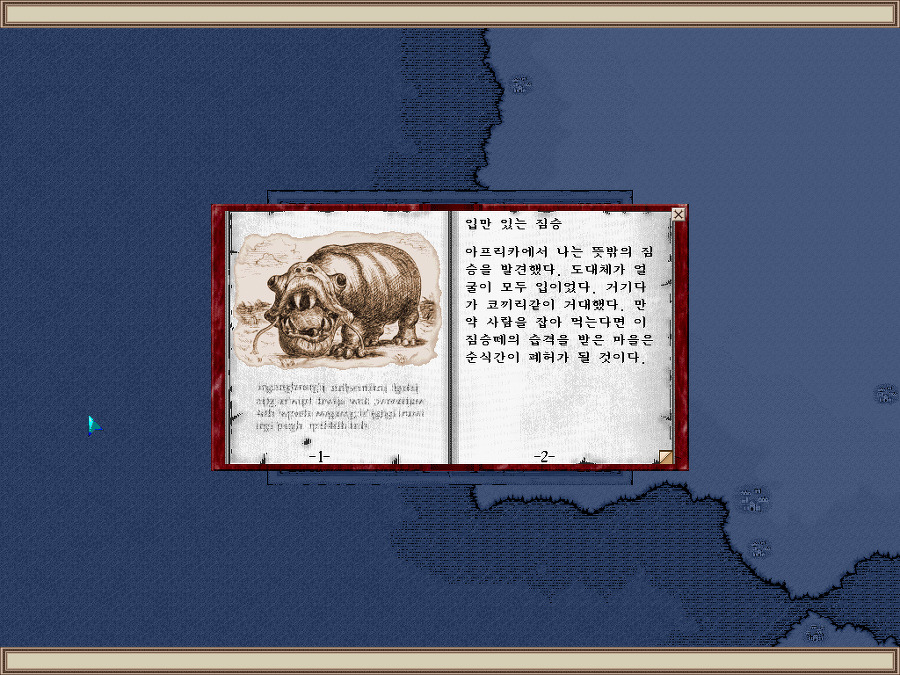 입만 있는 짐승
아프리카에서 나는 뜻밖의 짐
승을 발견했다. 도대체가 얼
굴이 모두 입이었다. 거기다
가 코끼리같이 거대했다. 만
약 사람을 잡아 먹는다면 이
짐승떼의 습격을 받은 마을은
순식간이 폐허가 될 것이다.
-1-
-2-